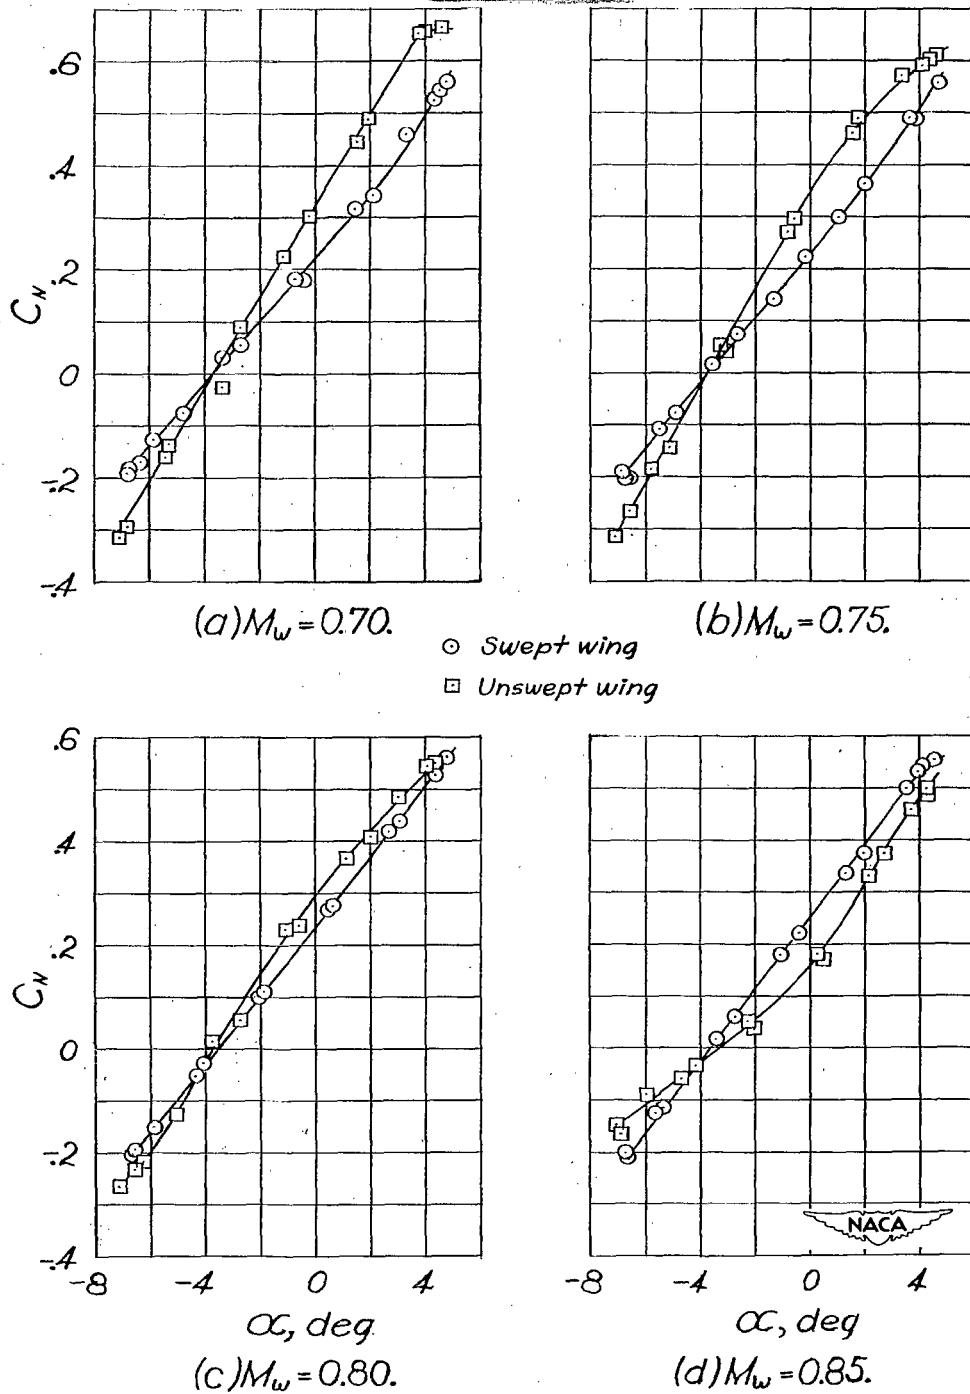 .6
.4
.2
0
-.2
-.4
C_N
(a) M_w = 0.70.
(b) M_w = 0.75.
Swept wing
Unswept wing
.6
.4
.2
0
-.2
-.4
C_N
-8 -4 0 4
-8 -4 0 4
α, deg
α, deg
NACA
(c) M_w = 0.80.
(d) M_w = 0.85.